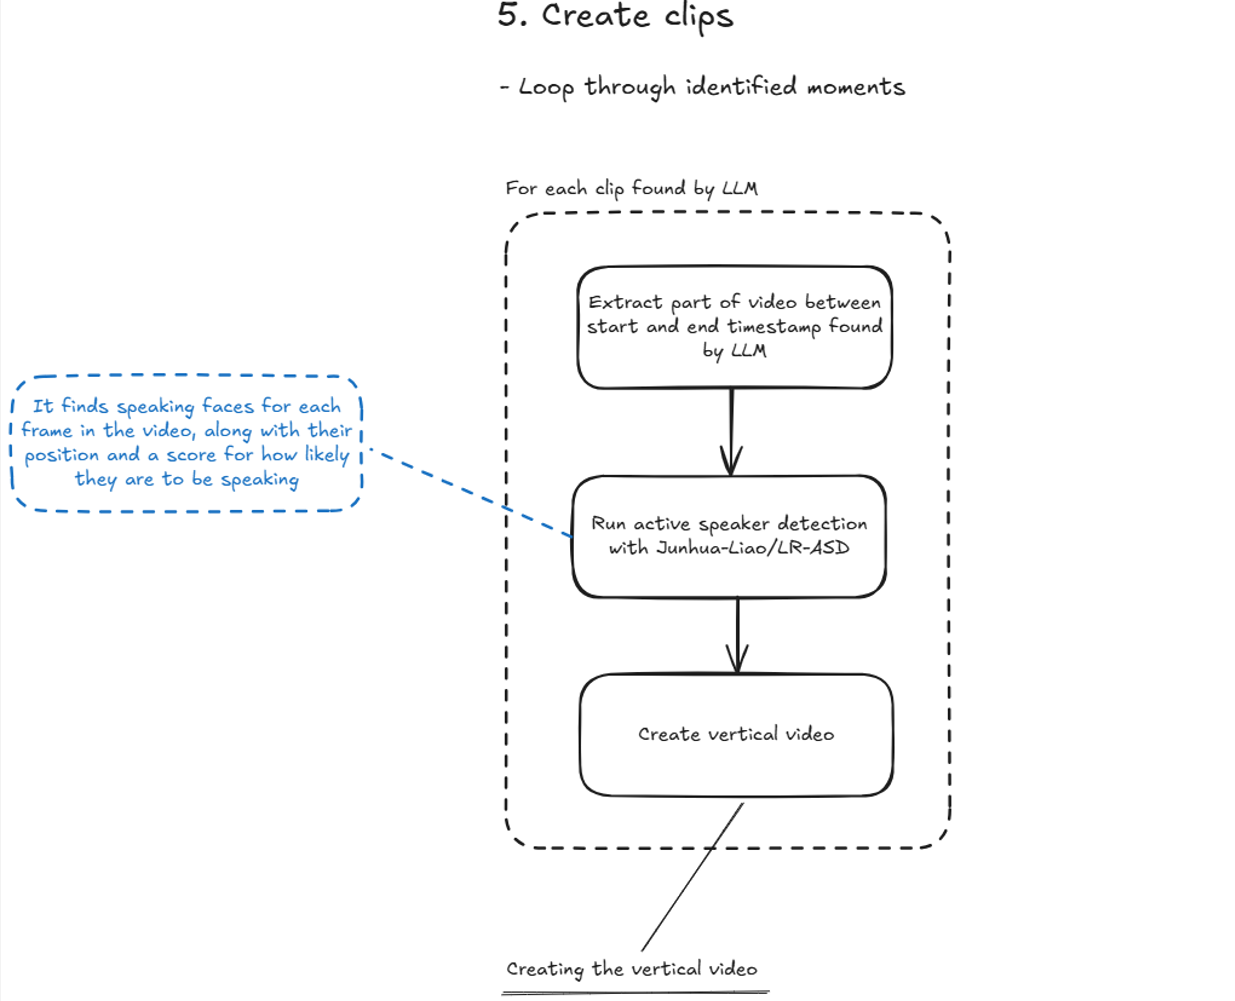 5. Create clips
- Loop through identified moments
For each clip found by LLM
Extract part of video between
start and end timestamp found
by LLM
It finds speaking faces for each
frame in the video, along with their
position and a score for how likely
they are to be speaking
Run active speaker detection
with Junhua-Liao/LR-ASD
Create vertical video
Creating the vertical video